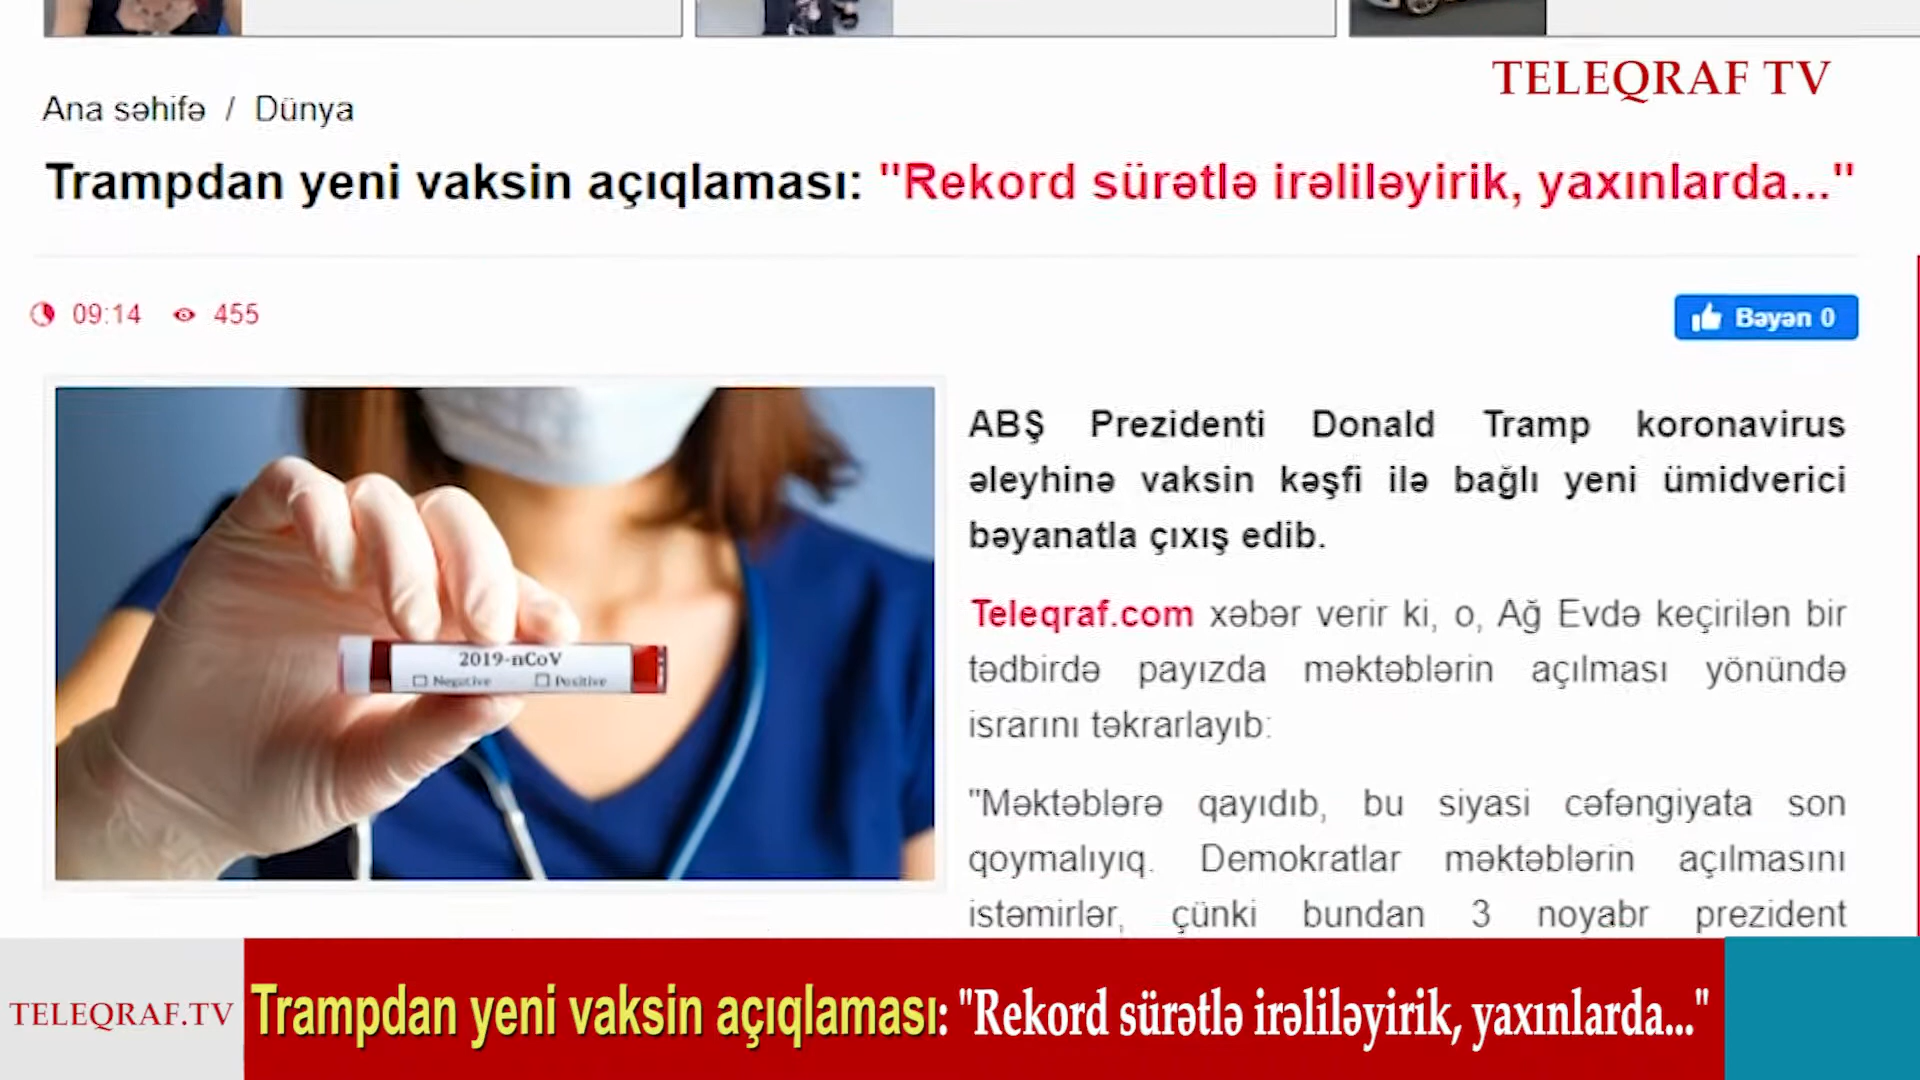 TELEQRAF TV
Ana səhifə / Dünya
Trampdan yeni vaksin açıqlaması: "Rekord sürətlə irəliləyirik, yaxınlarda..."
09:14 455
Bəyən 0
2019-nCoV
Negative Positive
ABŞ Prezidenti Donald Tramp koronavirus
əleyhinə vaksin kəşfi ilə bağlı yeni ümidverici
bəyanatla çıxış edib.
Teleqraf.com xəbər verir ki, o, Ağ Evdə keçirilən bir
tədbirdə payızda məktəblərin açılması yönündə
israrını təkrarlayıb:
"Məktəblərə qayıdıb, bu siyasi cəfəngiyata son
qoymalıyıq. Demokratlar məktəblərin açılmasını
istəmirlər, çünki bundan 3 noyabr prezident
TELEQRAF.TV
Trampdan yeni vaksin açıqlaması: "Rekord sürətlə irəliləyirik, yaxınlarda..."